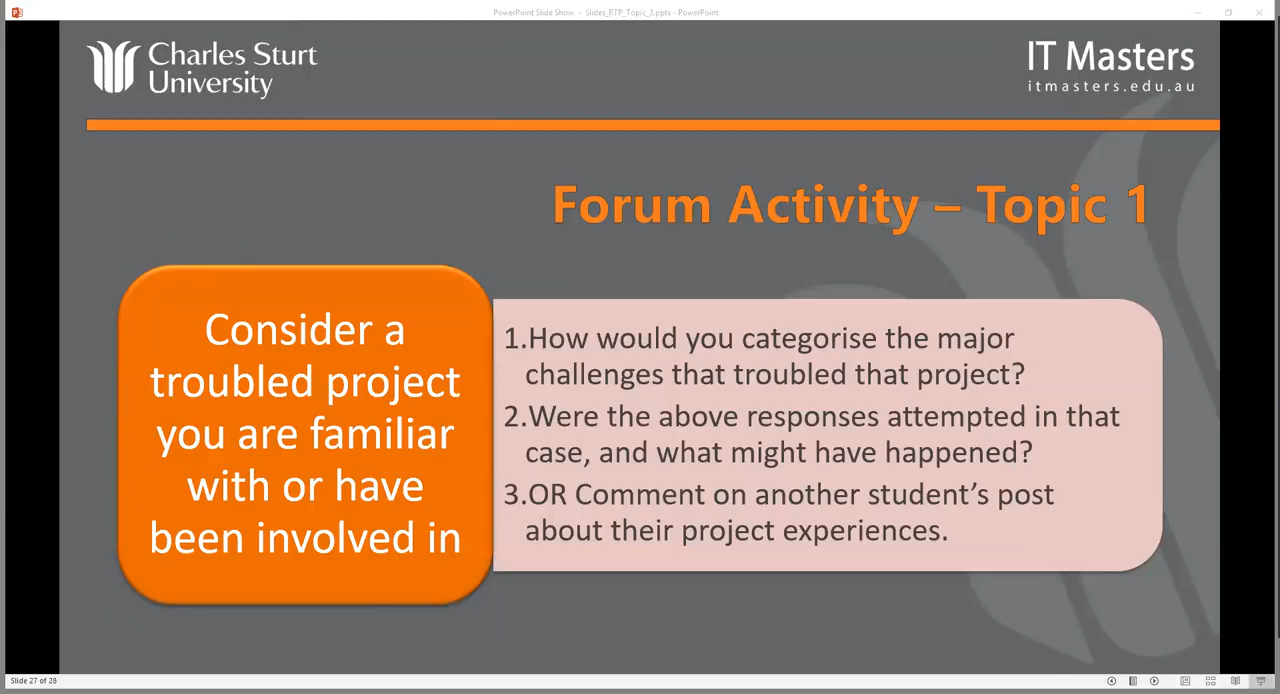 PowerPoint Slide Show - Slides_RTP_Topic_2.pptx - PowerPoint
Charles Sturt
University
IT Masters
itmasters.edu.au
Forum Activity – Topic 1
Consider a
troubled project
you are familiar
with or have
been involved in
1.How would you categorise the major
challenges that troubled that project?
2.Were the above responses attempted in that
case, and what might have happened?
3.OR Comment on another student’s post
about their project experiences.
Slide 27 of 28